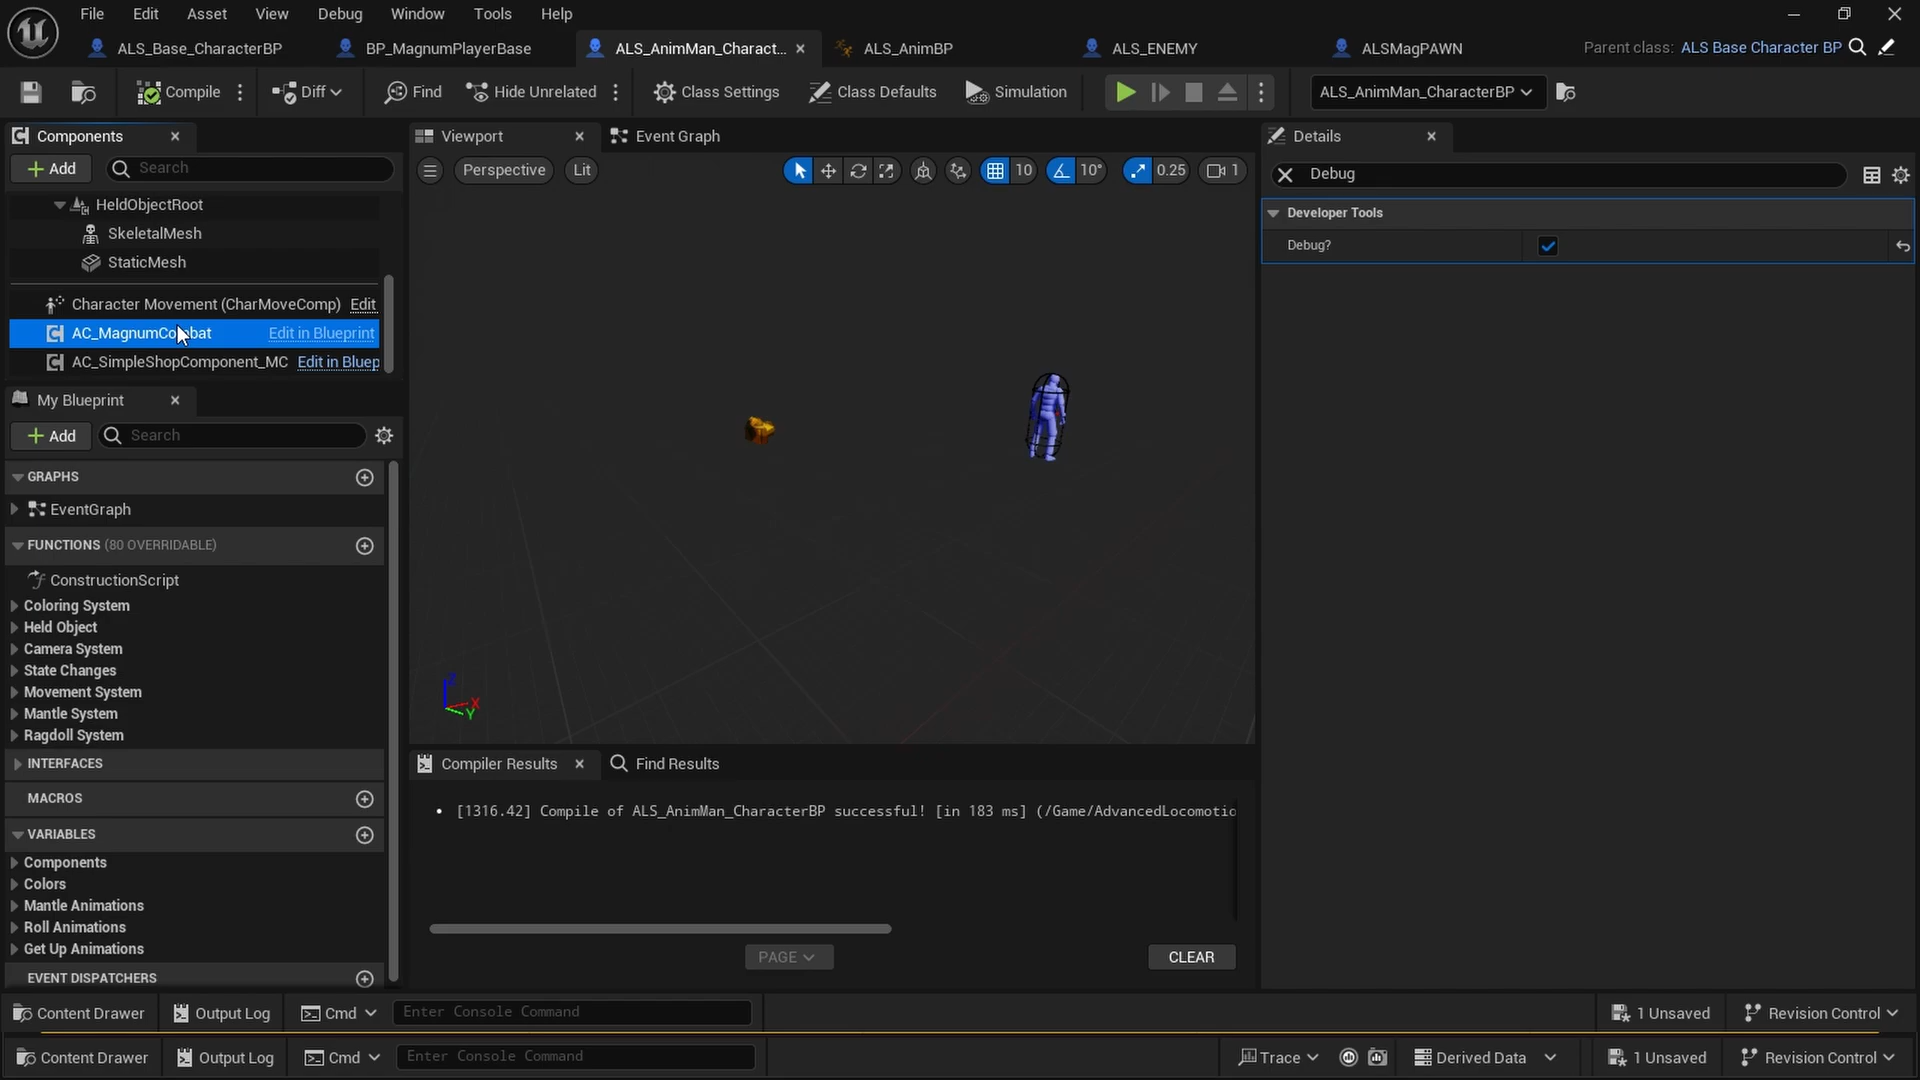 File Edit Asset View Debug Window Tools Help
ALS_Base_CharacterBP BP_MagnumPlayerBase ALS_AnimMan_Charact... ALS_AnimBP ALS_ENEMY ALSMagPAWN Parent class: ALS Base Character BP
Compile Diff Find Hide Unrelated Class Settings Class Defaults Simulation ALS_AnimMan_CharacterBP
Components
Add Search
HeldObjectRoot
SkeletalMesh
StaticMesh
Character Movement (CharMoveComp) Edit
AC_MagnumCombat Edit in Blueprint
AC_SimpleShopComponent_MC Edit in Bluep
My Blueprint
Add Search
GRAPHS
EventGraph
FUNCTIONS (80 OVERRIDABLE)
ConstructionScript
Coloring System
Held Object
Camera System
State Changes
Movement System
Mantle System
Ragdoll System
INTERFACES
MACROS
VARIABLES
Components
Colors
Mantle Animations
Roll Animations
Get Up Animations
EVENT DISPATCHERS
Viewport Event Graph
Perspective Lit 10 10° 0.25 1
Z
X
Y
Compiler Results Find Results
[1316.42] Compile of ALS_AnimMan_CharacterBP successful! [in 183 ms] (/Game/AdvancedLocomotio
PAGE CLEAR
Details
Debug
Developer Tools
Debug?
Content Drawer Output Log Cmd Enter Console Command 1 Unsaved Revision Control
Content Drawer Output Log Cmd Enter Console Command Trace Derived Data 1 Unsaved Revision Control